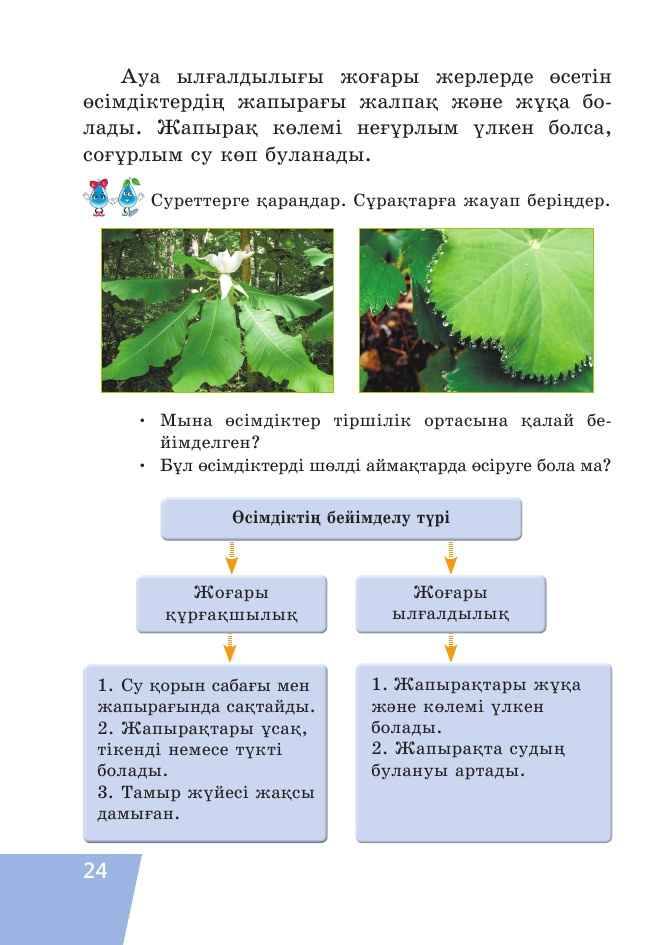 Ауа ылғалдылығы жоғары жерлерде өсетін
өсімдіктердің жапырағы жалпақ және жұқа бо-
лады. Жапырақ көлемі неғұрлым үлкен болса,
соғұрлым су көп буланады.
Суреттерге қараңдар. Сұрақтарға жауап беріңдер.
• Мына өсімдіктер тіршілік ортасына қалай бе-
йімделген?
• Бұл өсімдіктерді шөлді аймақтарда өсіруге бола ма?
Өсімдіктің бейімделу түрі
Жоғары
құрғақшылық
Жоғары
ылғалдылық
1. Су қорын сабағы мен
жапырағында сақтайды.
2. Жапырақтары ұсақ,
тікенді немесе түкті
болады.
3. Тамыр жүйесі жақсы
дамыған.
1. Жапырақтары жұқа
және көлемі үлкен
болады.
2. Жапырақта судың
булануы артады.
24